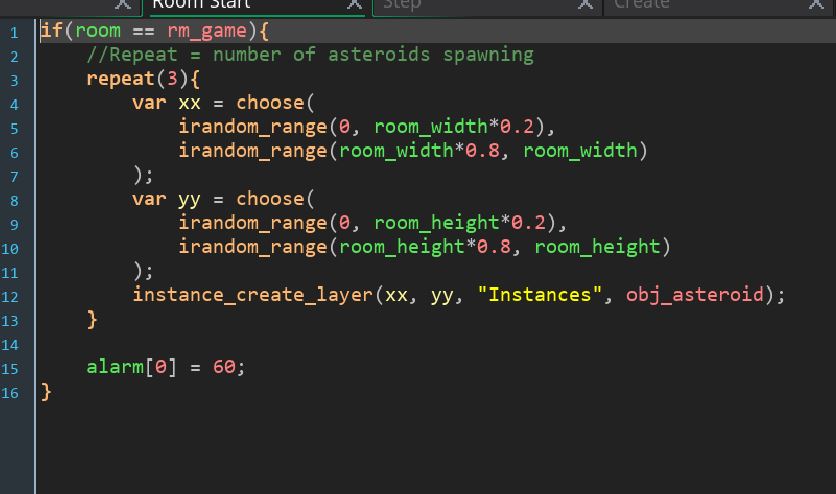 Room Start
Step
Create
1 if(room == rm_game){
2     //Repeat = number of asteroids spawning
3     repeat(3){
4         var xx = choose(
5             irandom_range(0, room_width*0.2),
6             irandom_range(room_width*0.8, room_width)
7         );
8         var yy = choose(
9             irandom_range(0, room_height*0.2),
10             irandom_range(room_height*0.8, room_height)
11         );
12         instance_create_layer(xx, yy, "Instances", obj_asteroid);
13     }
14
15     alarm[0] = 60;
16 }